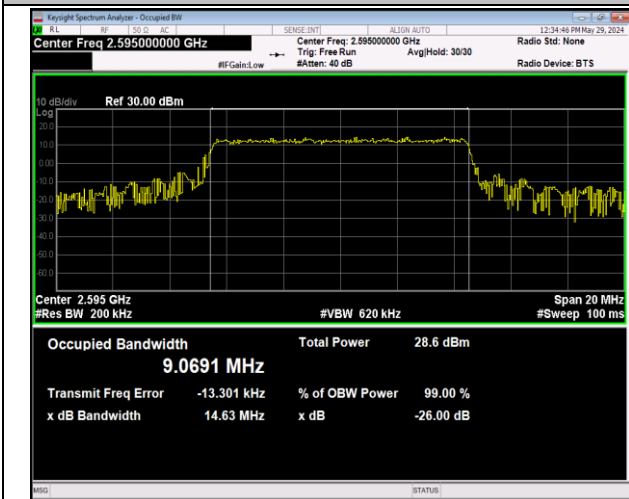 Keysight Spectrum Analyzer - Occupied BW
RL RF 50 Ω AC SENSE:INT ALIGN AUTO 12:34:46 PM May 29, 2024
Center Freq 2.595000000 GHz Center Freq: 2.595000000 GHz Radio Std: None
Trig: Free Run Avg|Hold: 30/30
#IFGain:Low #Atten: 40 dB Radio Device: BTS
10 dB/div Ref 30.00 dBm
Log
20.0
10.0
0.00
-10.0
-20.0
-30.0
-40.0
-50.0
-60.0
Center 2.595 GHz Span 20 MHz
#Res BW 200 kHz #VBW 620 kHz #Sweep 100 ms
Occupied Bandwidth Total Power 28.6 dBm
9.0691 MHz
Transmit Freq Error -13.301 kHz % of OBW Power 99.00 %
x dB Bandwidth 14.63 MHz x dB -26.00 dB
MSG STATUS